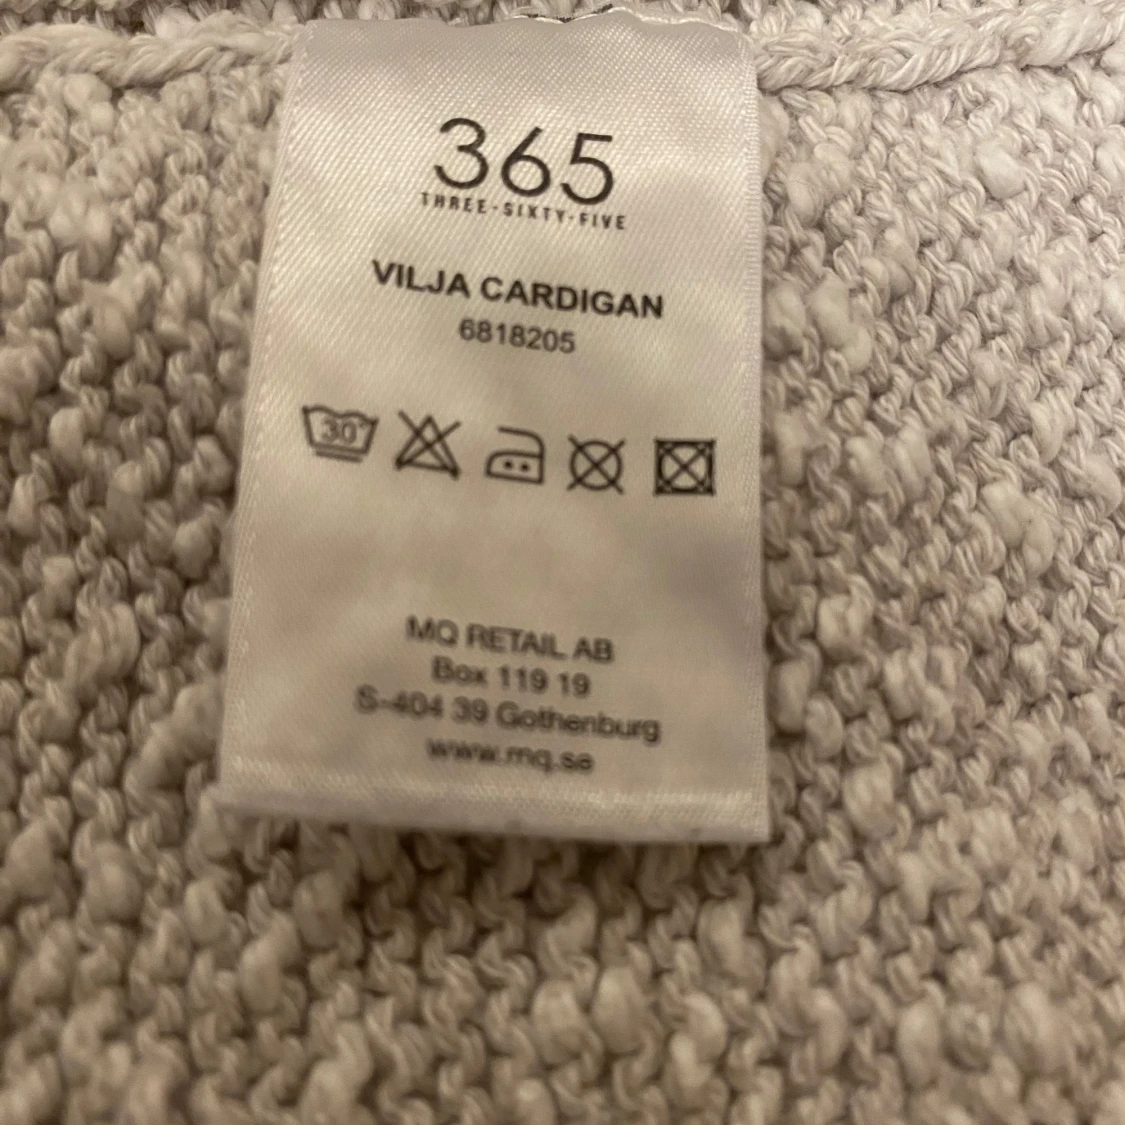 365
THREE-SIXTY-FIVE
VILJA CARDIGAN
6818205
30°
MQ RETAIL AB
Box 119 19
S-404 39 Gothenburg
www.mq.se